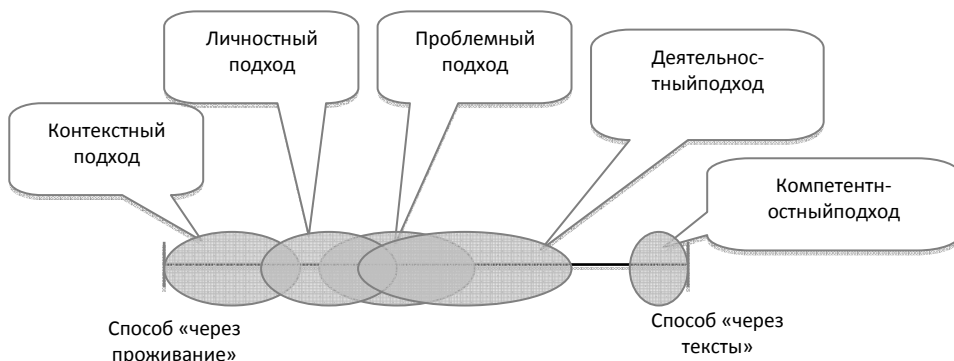 Личностный
подход
Проблемный
подход
Деятельнос-
тныйподход
Контекстный
подход
Компетентн-
остныйподход
Способ «через
проживание»
Способ «через
тексты»